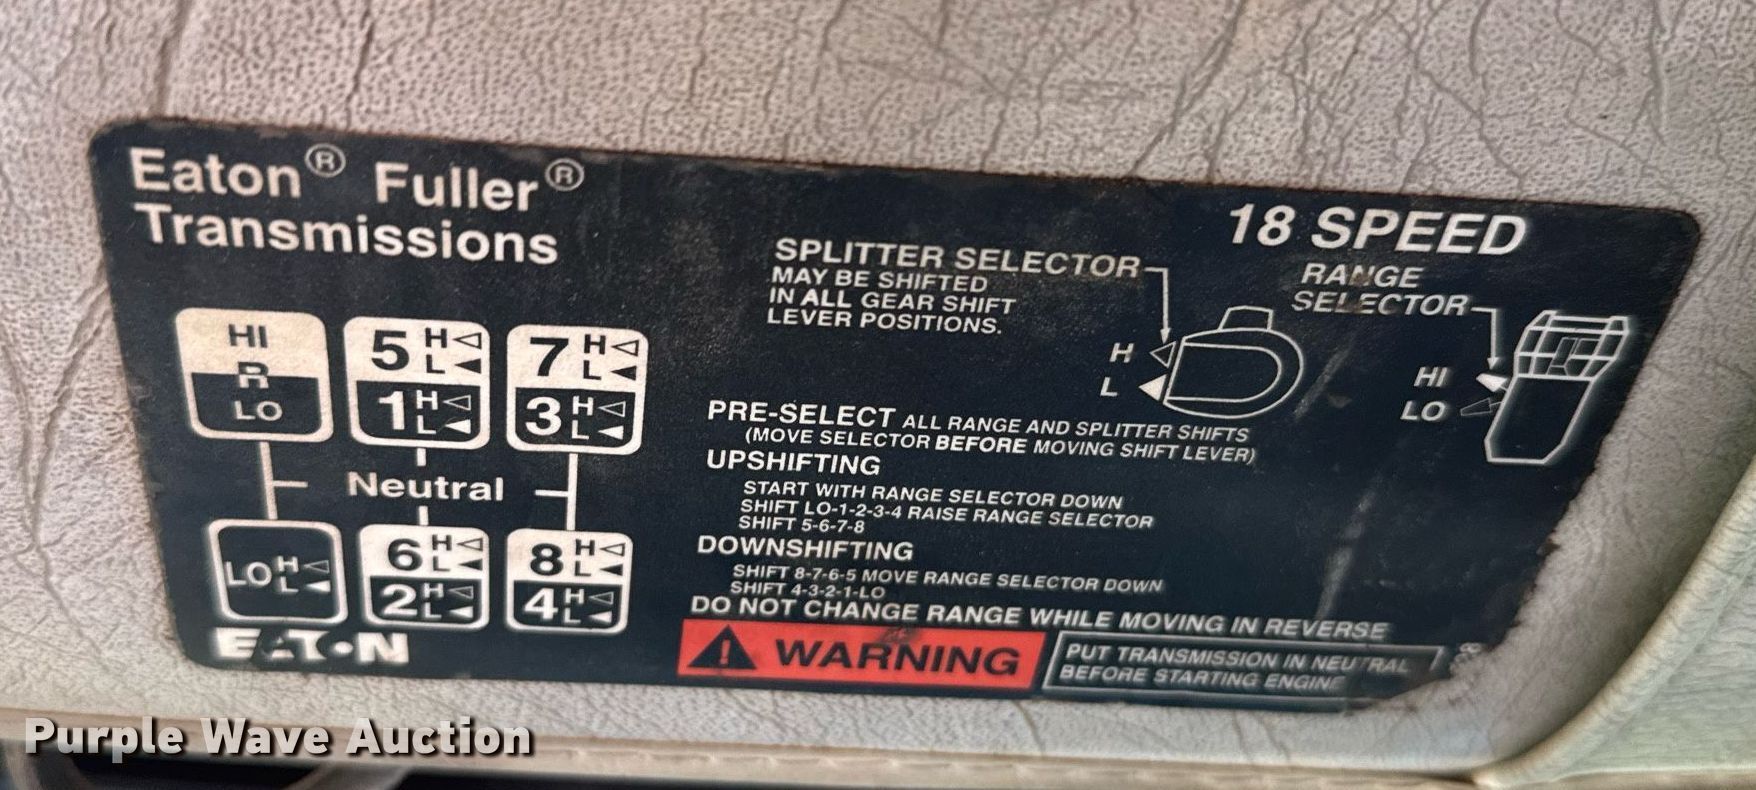 Eaton® Fuller®
Transmissions
18 SPEED
SPLITTER SELECTOR
MAY BE SHIFTED
IN ALL GEAR SHIFT
LEVER POSITIONS.
RANGE
SELECTOR
H
L
HI
LO
HI
R
LO
5 H L
1 H L
7 H L
3 H L
Neutral
LO H L
6 H L
2 H L
8 H L
4 H L
EATON
PRE-SELECT ALL RANGE AND SPLITTER SHIFTS
(MOVE SELECTOR BEFORE MOVING SHIFT LEVER)
UPSHIFTING
START WITH RANGE SELECTOR DOWN
SHIFT LO-1-2-3-4 RAISE RANGE SELECTOR
SHIFT 5-6-7-8
DOWNSHIFTING
SHIFT 8-7-6-5 MOVE RANGE SELECTOR DOWN
SHIFT 4-3-2-1-LO
DO NOT CHANGE RANGE WHILE MOVING IN REVERSE
WARNING
PUT TRANSMISSION IN NEUTRAL
BEFORE STARTING ENGINE
Purple Wave Auction